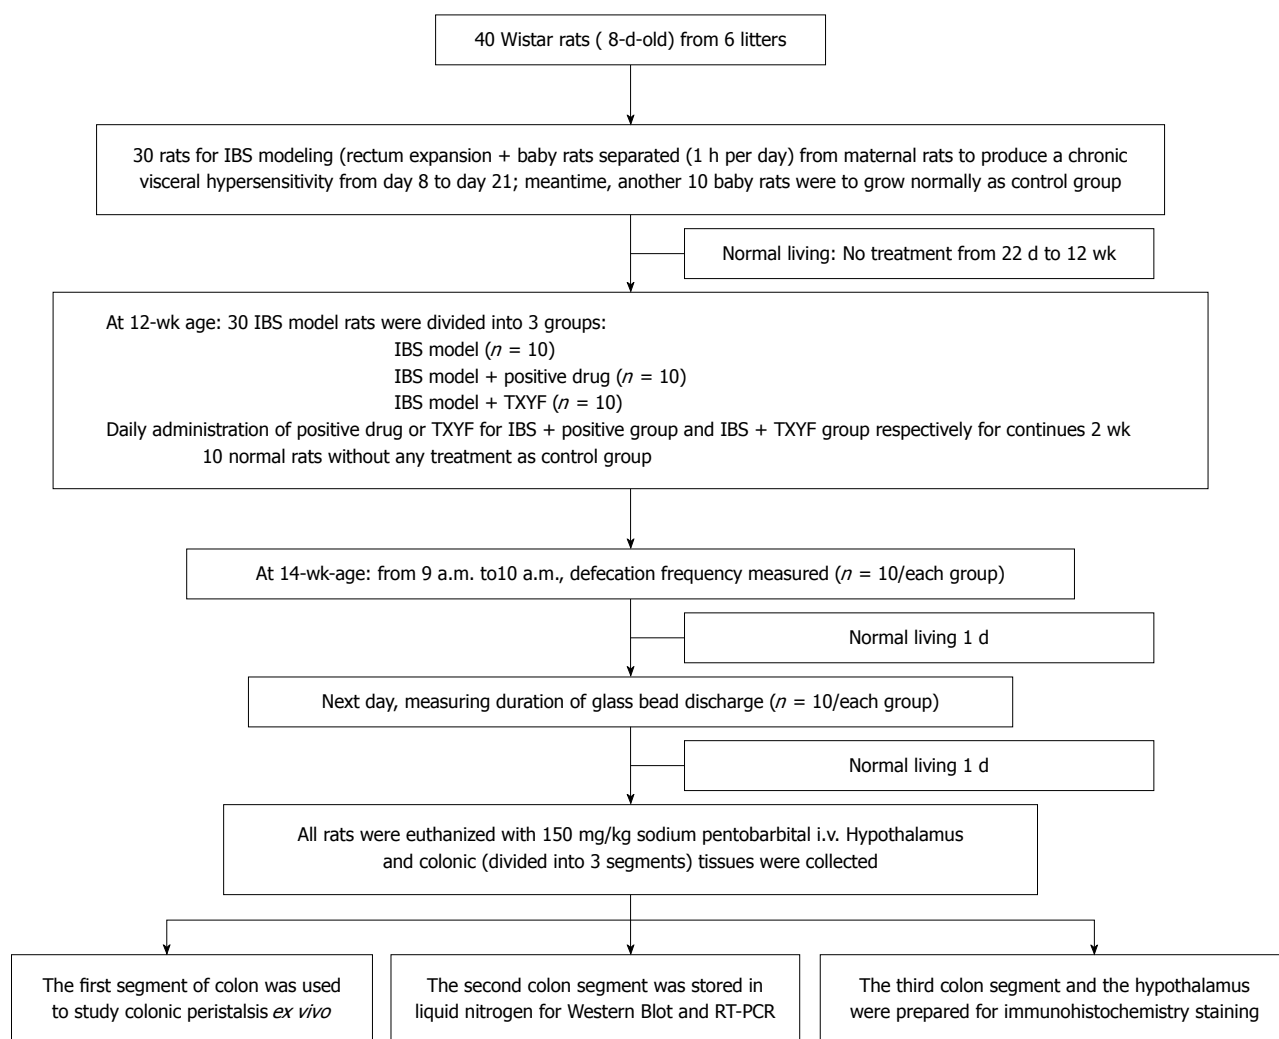 40 Wistar rats ( 8-d-old) from 6 litters
30 rats for IBS modeling (rectum expansion + baby rats separated (1 h per day) from maternal rats to produce a chronic
visceral hypersensitivity from day 8 to day 21; meantime, another 10 baby rats were to grow normally as control group
Normal living: No treatment from 22 d to 12 wk
At 12-wk age: 30 IBS model rats were divided into 3 groups:
IBS model (n = 10)
IBS model + positive drug (n = 10)
IBS model + TXYF (n = 10)
Daily administration of positive drug or TXYF for IBS + positive group and IBS + TXYF group respectively for continues 2 wk
10 normal rats without any treatment as control group
At 14-wk-age: from 9 a.m. to10 a.m., defecation frequency measured (n = 10/each group)
Normal living 1 d
Next day, measuring duration of glass bead discharge (n = 10/each group)
Normal living 1 d
All rats were euthanized with 150 mg/kg sodium pentobarbital i.v. Hypothalamus
and colonic (divided into 3 segments) tissues were collected
The first segment of colon was used
to study colonic peristalsis ex vivo
The second colon segment was stored in
liquid nitrogen for Western Blot and RT-PCR
The third colon segment and the hypothalamus
were prepared for immunohistochemistry staining